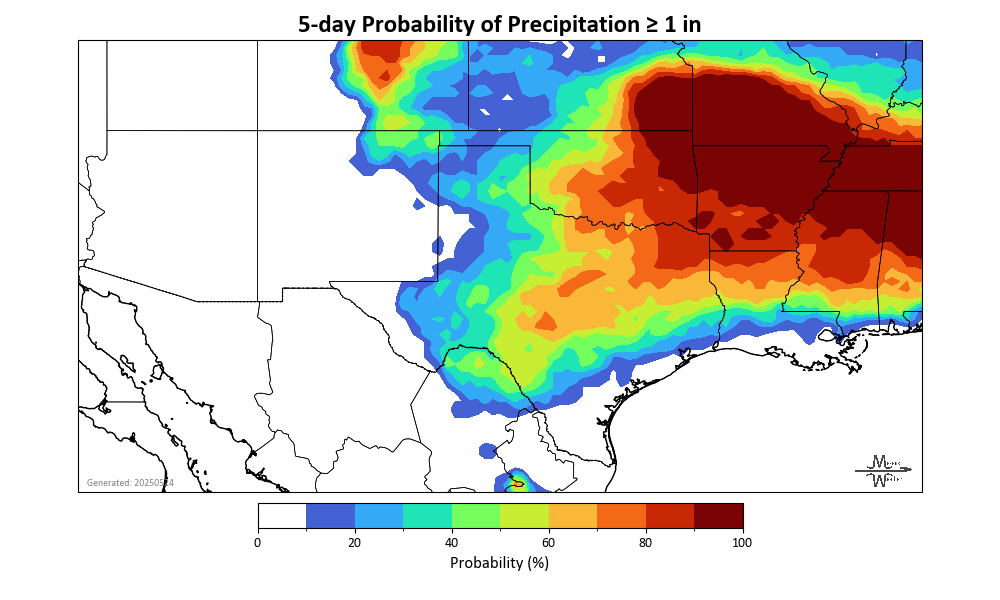 5-day Probability of Precipitation ≥ 1 in
Generated: 20250524
0 20 40 60 80 100
Probability (%)